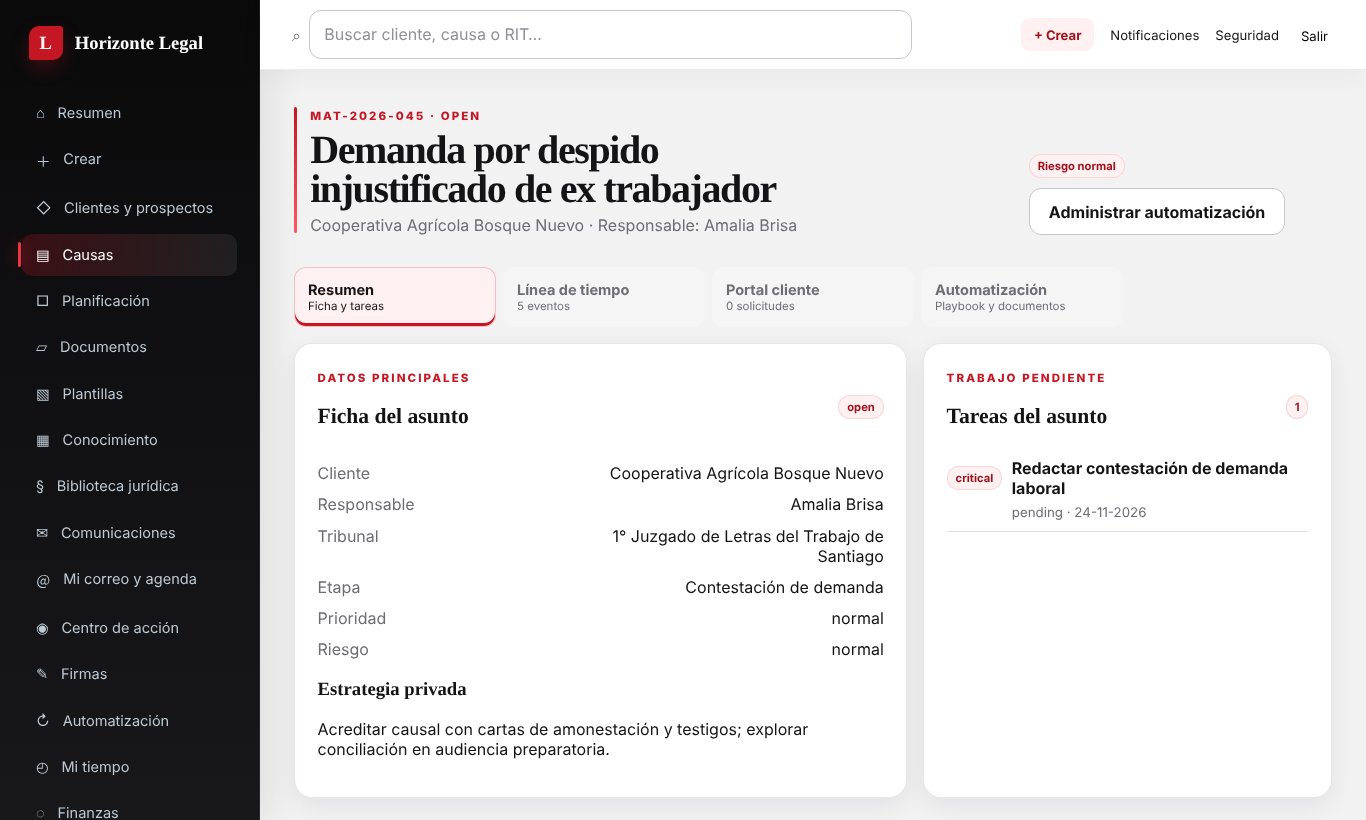 L Horizonte Legal
Buscar cliente, causa o RIT...
+ Crear
Notificaciones
Seguridad
Salir
Resumen
Crear
Clientes y prospectos
Causas
Planificación
Documentos
Plantillas
Conocimiento
§ Biblioteca jurídica
Comunicaciones
@ Mi correo y agenda
Centro de acción
Firmas
Automatización
Mi tiempo
Finanzas
MAT-2026-045 · OPEN
Demanda por despido
injustificado de ex trabajador
Cooperativa Agrícola Bosque Nuevo · Responsable: Amalia Brisa
Riesgo normal
Administrar automatización
Resumen
Ficha y tareas
Línea de tiempo
5 eventos
Portal cliente
0 solicitudes
Automatización
Playbook y documentos
DATOS PRINCIPALES
Ficha del asunto
open
Cliente Cooperativa Agrícola Bosque Nuevo
Responsable Amalia Brisa
Tribunal 1° Juzgado de Letras del Trabajo de
Santiago
Etapa Contestación de demanda
Prioridad normal
Riesgo normal
Estrategia privada
Acreditar causal con cartas de amonestación y testigos; explorar
conciliación en audiencia preparatoria.
TRABAJO PENDIENTE
Tareas del asunto
1
critical
Redactar contestación de demanda
laboral
pending · 24-11-2026